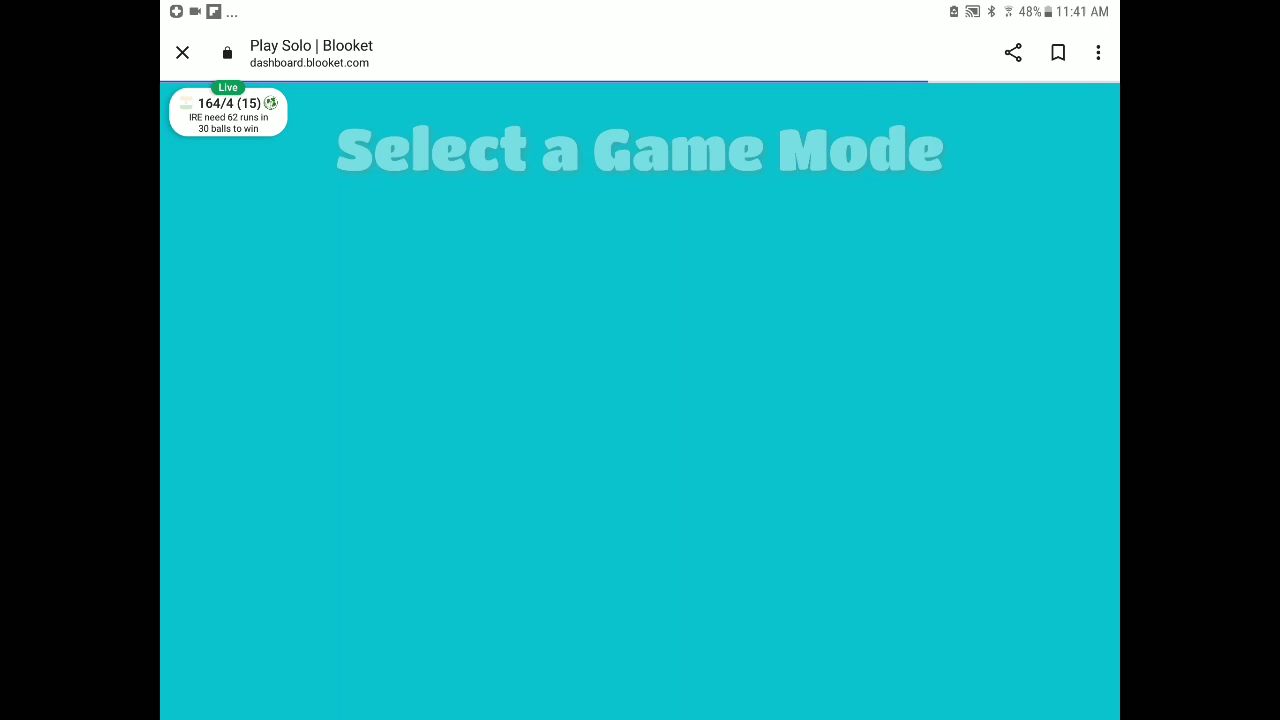 ...
48%
11:41 AM
Play Solo | Blooket
dashboard.blooket.com
Live
164/4 (15)
IRE need 62 runs in
30 balls to win
Select a Game Mode